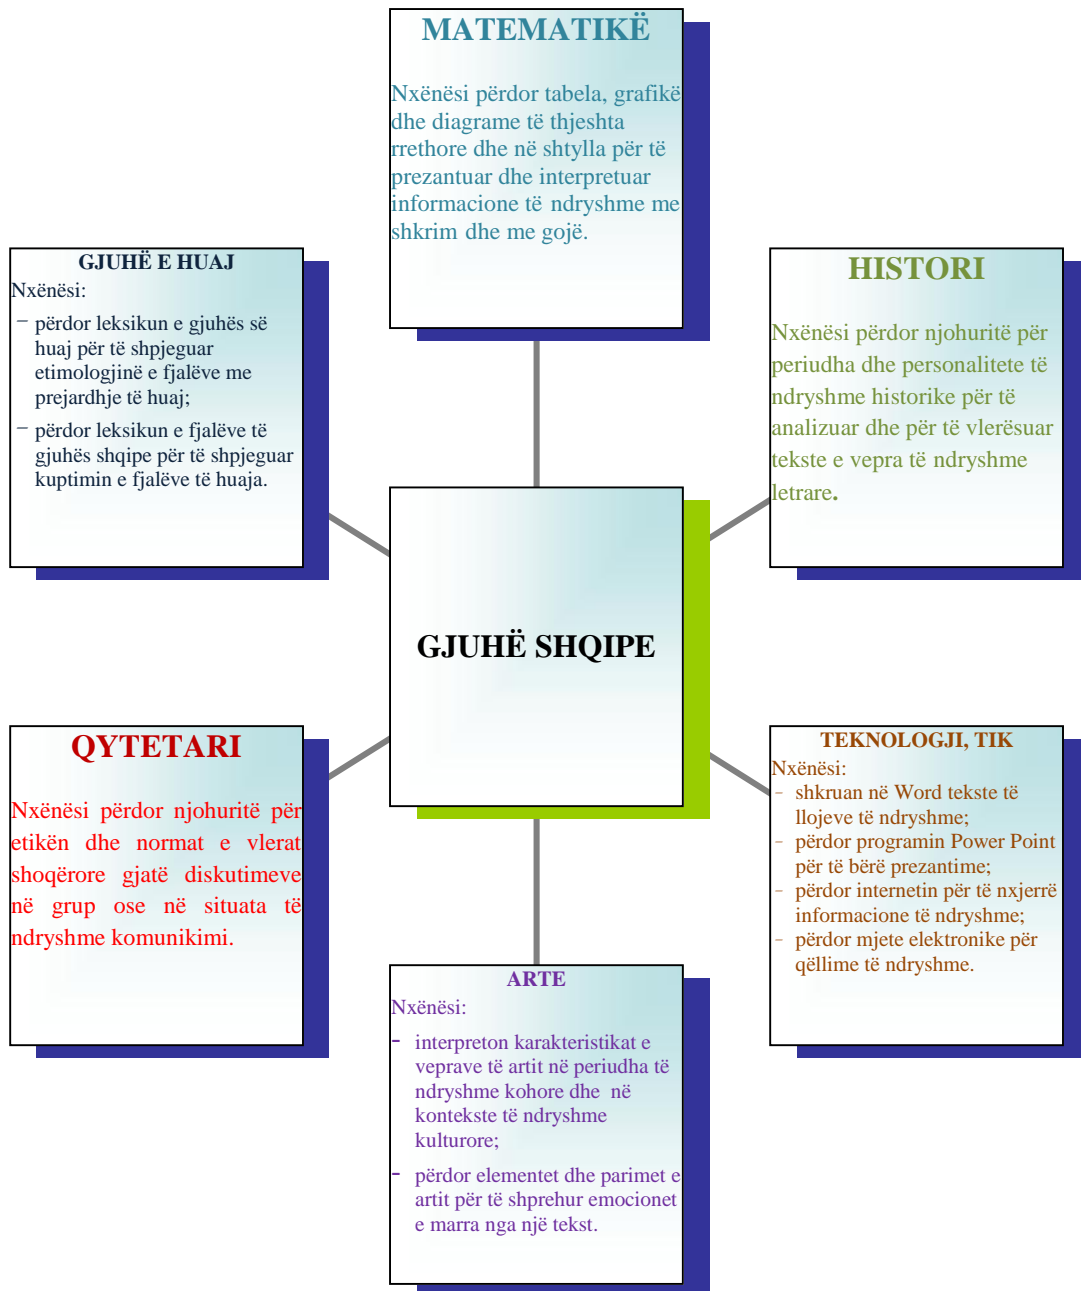 MATEMATIKË
Nxënësi përdor tabela, grafikë
dhe diagrame të thjeshta
rrethore dhe në shtylla për të
prezantuar dhe interpretuar
informacione të ndryshme me
shkrim dhe me gojë.
GJUHË E HUAJ
Nxënësi:
− përdor leksikun e gjuhës së
huaj për të shpjeguar
etimologjinë e fjalëve me
prejardhje të huaj;
− përdor leksikun e fjalëve të
gjuhës shqipe për të shpjeguar
kuptimin e fjalëve të huaja.
HISTORI
Nxënësi përdor njohuritë për
periudha dhe personalitete të
ndryshme historike për të
analizuar dhe për të vlerësuar
tekste e vepra të ndryshme
letrare.
GJUHË SHQIPE
QYTETARI
Nxënësi përdor njohuritë për
etikën dhe normat e vlerat
shoqërore gjatë diskutimeve
në grup ose në situata të
ndryshme komunikimi.
TEKNOLOGJI, TIK
Nxënësi:
- shkruan në Word tekste të
llojeve të ndryshme;
- përdor programin Power Point
për të bërë prezantime;
- përdor internetin për të nxjerrë
informacione të ndryshme;
- përdor mjete elektronike për
qëllime të ndryshme.
ARTE
Nxënësi:
- interpreton karakteristikat e
veprave të artit në periudha të
ndryshme kohore dhe në
kontekste të ndryshme
kulturore;
- përdor elementet dhe parimet e
artit për të shprehur emocionet
e marra nga një tekst.